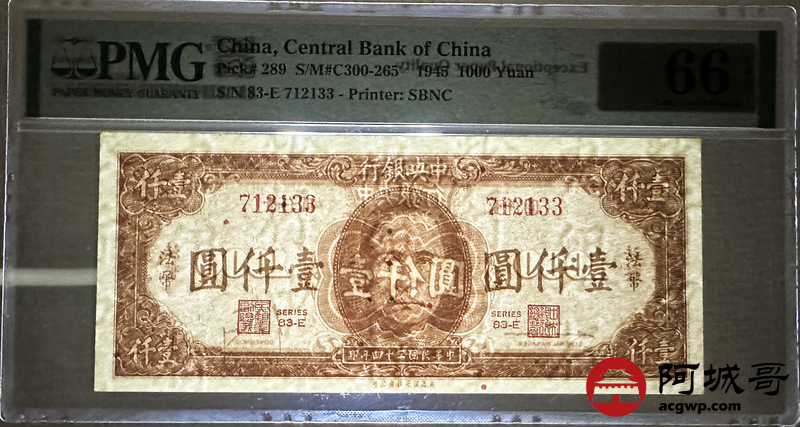 PMG
PAPER MONEY GUARANTY
China, Central Bank of China
Pick# 289 S/M#C300-265 1945 1000 Yuan
S/N 83-E 712133 - Printer: SBNC
66
Exceptional Paper Quality
行銀央中
仟壹
仟壹
712133
712133
法幣
圓仟壹
圓仟壹
法幣
SERIES
83-E
SERIES
83-E
仟壹
印年四十三國民華中
仟壹
阿城哥
acgwp.com